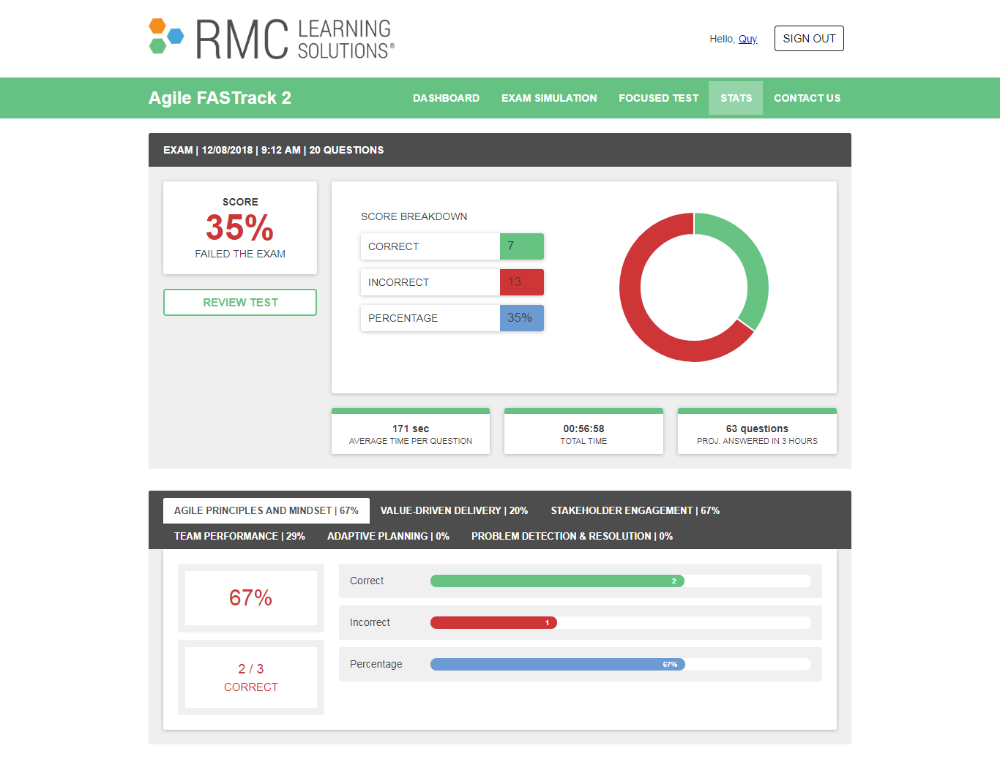 RMC LEARNING SOLUTIONS®
Hello, Quy
SIGN OUT
Agile FASTrack 2
DASHBOARD
EXAM SIMULATION
FOCUSED TEST
STATS
CONTACT US
EXAM | 12/08/2018 | 9:12 AM | 20 QUESTIONS
SCORE
35%
FAILED THE EXAM
REVIEW TEST
SCORE BREAKDOWN
CORRECT 7
INCORRECT 13
PERCENTAGE 35%
171 sec
AVERAGE TIME PER QUESTION
00:56:58
TOTAL TIME
63 questions
PROJ. ANSWERED IN 3 HOURS
AGILE PRINCIPLES AND MINDSET | 67%
VALUE-DRIVEN DELIVERY | 20%
STAKEHOLDER ENGAGEMENT | 67%
TEAM PERFORMANCE | 29%
ADAPTIVE PLANNING | 0%
PROBLEM DETECTION & RESOLUTION | 0%
67%
2 / 3
CORRECT
Correct 2
Incorrect 1
Percentage 67%